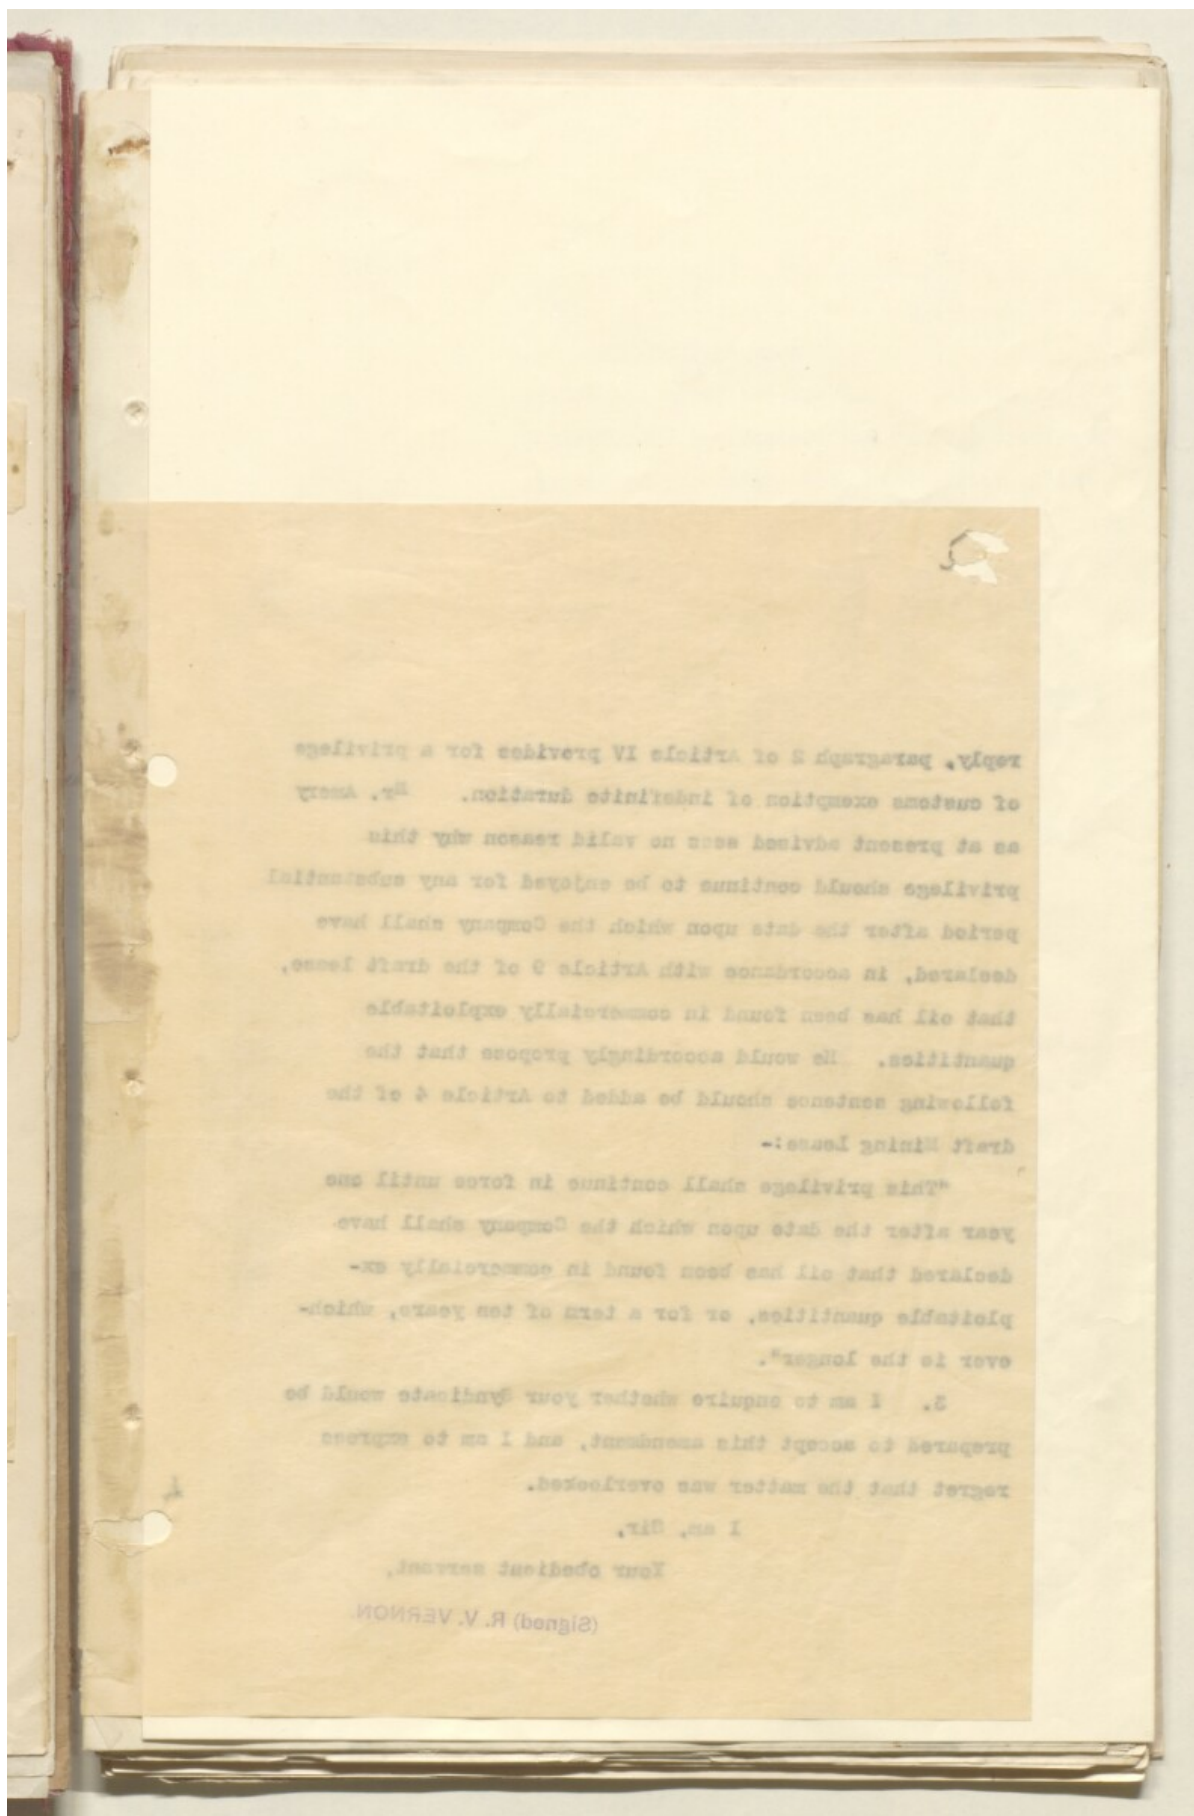 reply, paragraph 2 of Article IV provides for a privilege
of customs exemption of indefinite duration. Mr. Amery
as at present advised sees no valid reason why this
privilege should continue to be enjoyed for any substantial
period after the date upon which the Company shall have
declared, in accordance with Article 9 of the draft lease,
that oil has been found in commercially exploitable
quantities. He would accordingly propose that the
following sentence should be added to Article 4 of the
draft Mining Lease:-
"This privilege shall continue in force until one
year after the date upon which the Company shall have
declared that oil has been found in commercially ex-
ploitable quantities, or for a term of ten years, which-
ever is the longer".
3. I am to enquire whether your Syndicate would be
prepared to accept this amendment, and I am to express
regret that the matter was overlooked.
I am, Sir,
Your obedient servant,
(Signed) R. V. VERNON